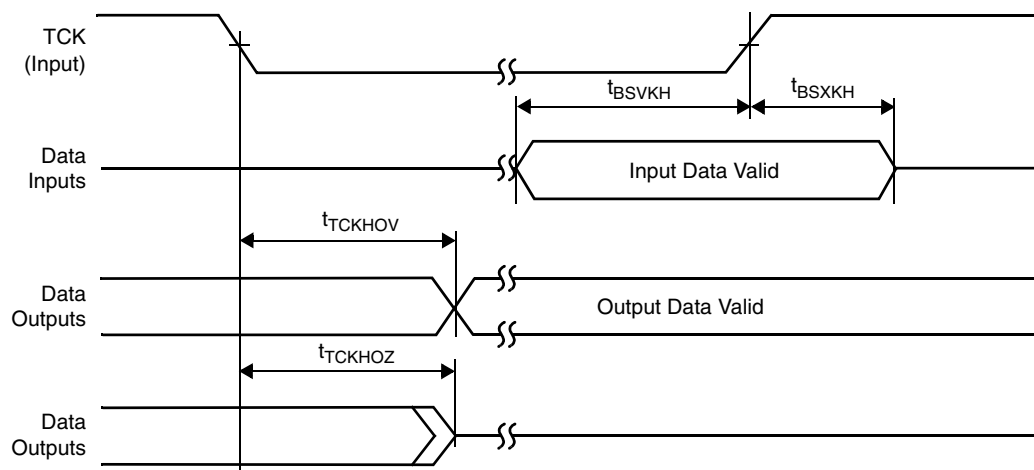 TCK
(Input)
tBSVKH
tBSXKH
Data
Inputs
Input Data Valid
tTCKHOV
Data
Outputs
Output Data Valid
tTCKHOZ
Data
Outputs